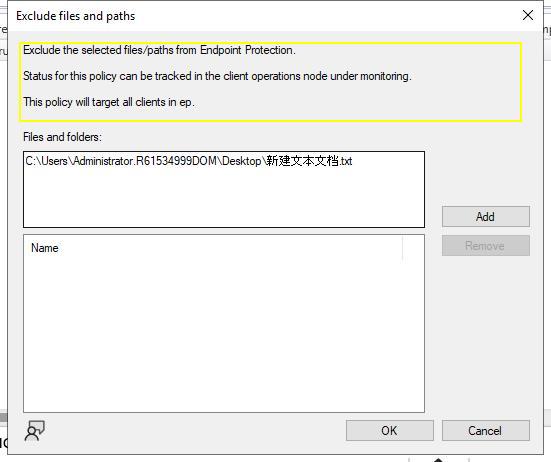 Exclude files and paths
Exclude the selected files/paths from Endpoint Protection.
Status for this policy can be tracked in the client operations node under monitoring.
This policy will target all clients in ep.
Files and folders:
C:\Users\Administrator.R61534999DOM\Desktop\新建文本文档.txt
Add
Remove
Name
OK
Cancel